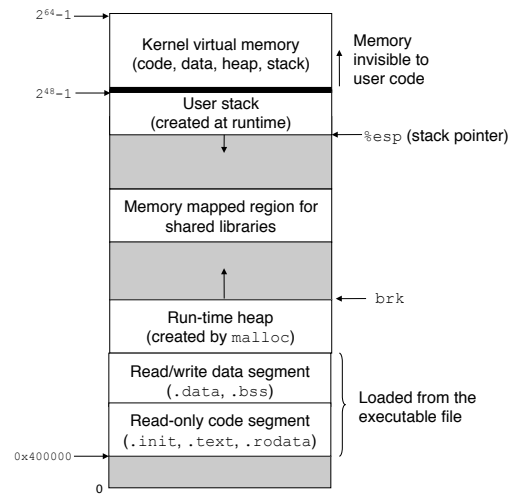 2⁶⁴-1
Kernel virtual memory
(code, data, heap, stack)
Memory
invisible to
user code
2⁴⁸-1
User stack
(created at runtime)
%esp (stack pointer)
Memory mapped region for
shared libraries
brk
Run-time heap
(created by malloc)
Read/write data segment
(.data, .bss)
Loaded from the
executable file
Read-only code segment
(.init, .text, .rodata)
0x400000
0